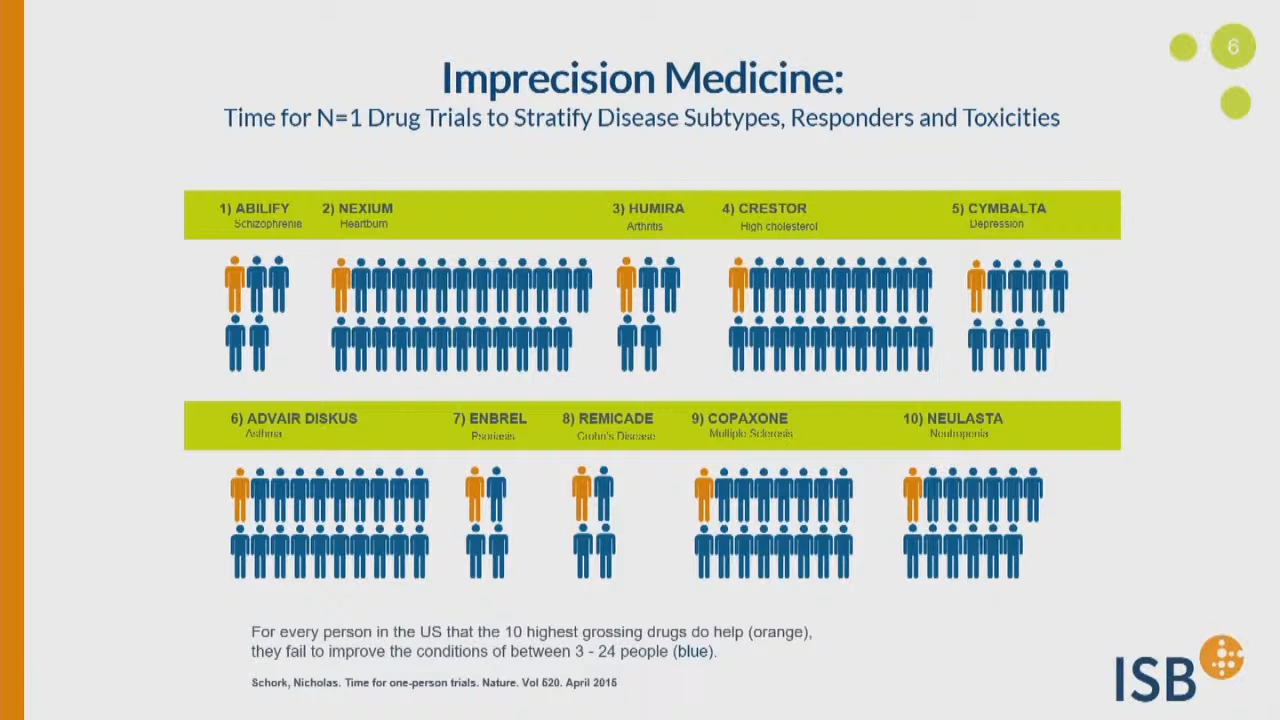 6
Imprecision Medicine:
Time for N=1 Drug Trials to Stratify Disease Subtypes, Responders and Toxicities
1) ABILIFY 2) NEXIUM 3) HUMIRA 4) CRESTOR 5) CYMBALTA
Schizophrenia Heartburn Arthritis High cholesterol Depression
6) ADVAIR DISKUS 7) ENBREL 8) REMICADE 9) COPAXONE 10) NEULASTA
Asthma Psoriasis Crohn's Disease Multiple Sclerosis Neutropenia
For every person in the US that the 10 highest grossing drugs do help (orange),
they fail to improve the conditions of between 3 - 24 people (blue).
Schork, Nicholas. Time for one-person trials. Nature. Vol 520. April 2015
ISB